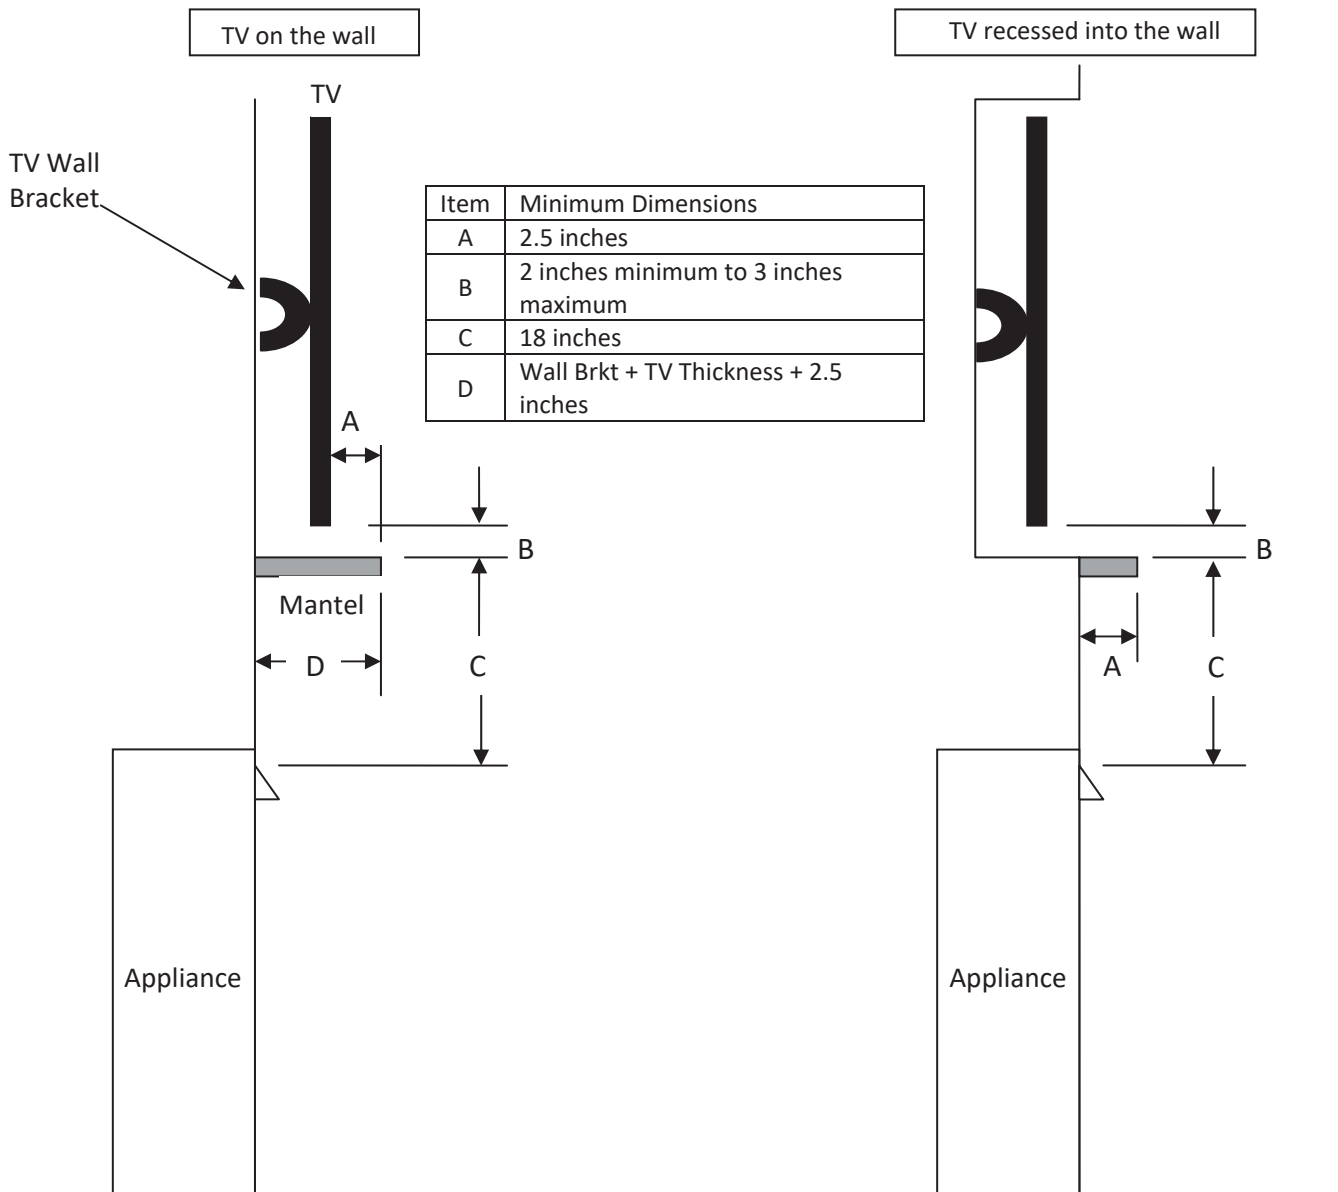 TV on the wall
TV recessed into the wall
TV
TV Wall
Bracket
Item Minimum Dimensions
A 2.5 inches
B 2 inches minimum to 3 inches
maximum
C 18 inches
D Wall Brkt + TV Thickness + 2.5
inches
A
B
B
Mantel
D
C
A
C
Appliance
Appliance